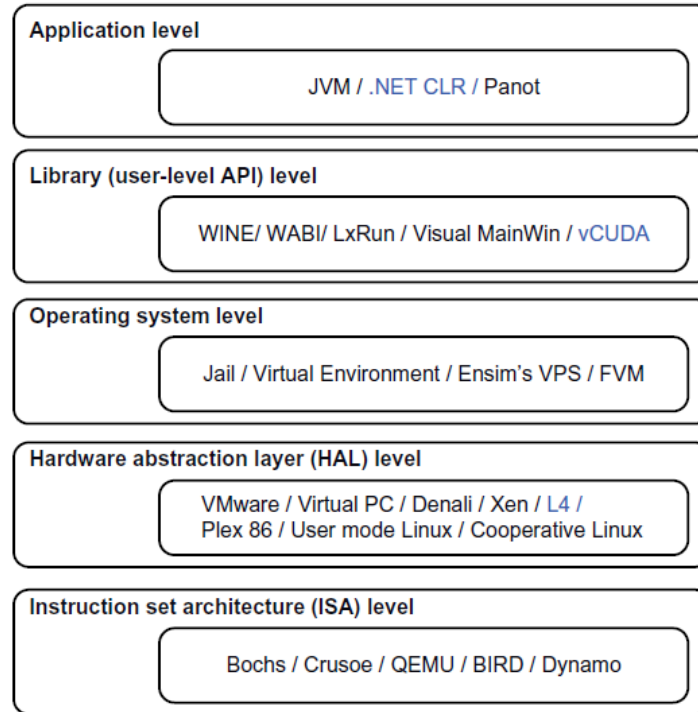 Application level
JVM / .NET CLR / Panot
Library (user-level API) level
WINE/ WABI/ LxRun / Visual MainWin / vCUDA
Operating system level
Jail / Virtual Environment / Ensim's VPS / FVM
Hardware abstraction layer (HAL) level
VMware / Virtual PC / Denali / Xen / L4 /
Plex 86 / User mode Linux / Cooperative Linux
Instruction set architecture (ISA) level
Bochs / Crusoe / QEMU / BIRD / Dynamo